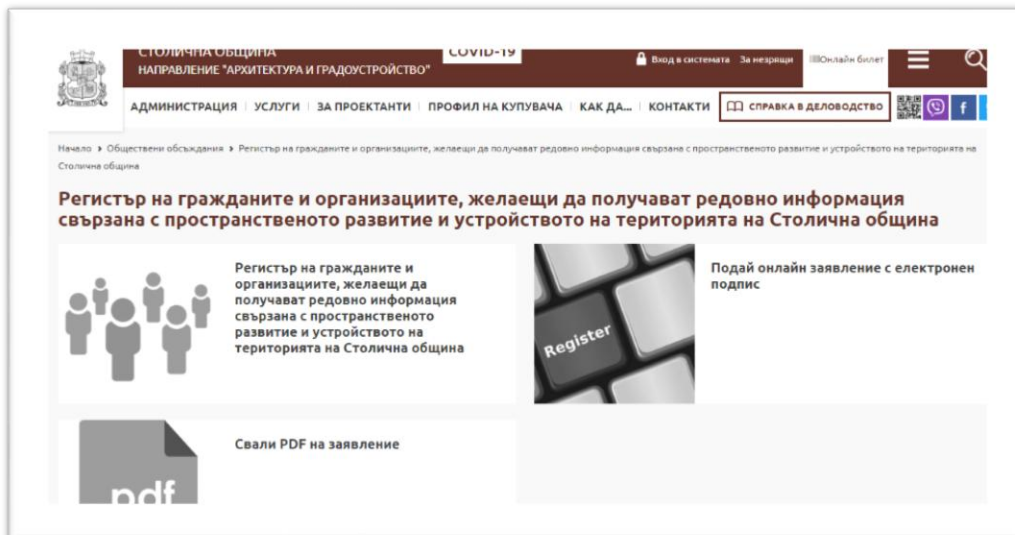 СТОЛИЧНА ОБЩИНА
COVID-19
НАПРАВЛЕНИЕ "АРХИТЕКТУРА И ГРАДОУСТРОЙСТВО"
Вход в системата За незрящи Онлайн билет
АДМИНИСТРАЦИЯ УСЛУГИ ЗА ПРОЕКТАНТИ ПРОФИЛ НА КУПУВАЧА КАК ДА... КОНТАКТИ СПРАВКА В ДЕЛОВОДСТВО
Начало > Обществени обсъждания > Регистър на гражданите и организациите, желаещи да получават редовно информация свързана с пространственото развитие и устройството на територията на
Столична община
Регистър на гражданите и организациите, желаещи да получават редовно информация
свързана с пространственото развитие и устройството на територията на Столична община
Регистър на гражданите и
организациите, желаещи да
получават редовно информация
свързана с пространственото
развитие и устройството на
територията на Столична община
Register
Подай онлайн заявление с електронен
подпис
pdf
Свали PDF на заявление